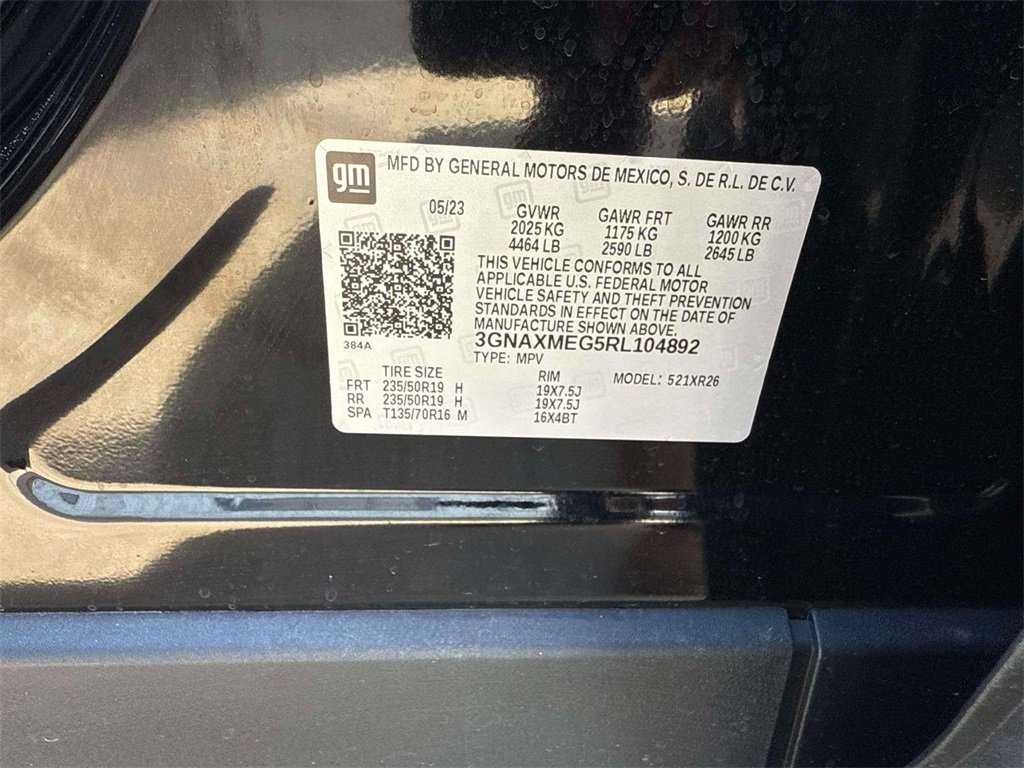 gm MFD BY GENERAL MOTORS DE MEXICO, S. DE R.L. DE C.V.
05/23 GVWR GAWR FRT GAWR RR
2025 KG 1175 KG 1200 KG
4464 LB 2590 LB 2645 LB
THIS VEHICLE CONFORMS TO ALL
APPLICABLE U.S. FEDERAL MOTOR
VEHICLE SAFETY AND THEFT PREVENTION
STANDARDS IN EFFECT ON THE DATE OF
MANUFACTURE SHOWN ABOVE.
384A 3GNAXMEG5RL104892
TYPE: MPV
TIRE SIZE RIM MODEL: 521XR26
FRT 235/50R19 H 19X7.5J
RR 235/50R19 H 19X7.5J
SPA T135/70R16 M 16X4BT